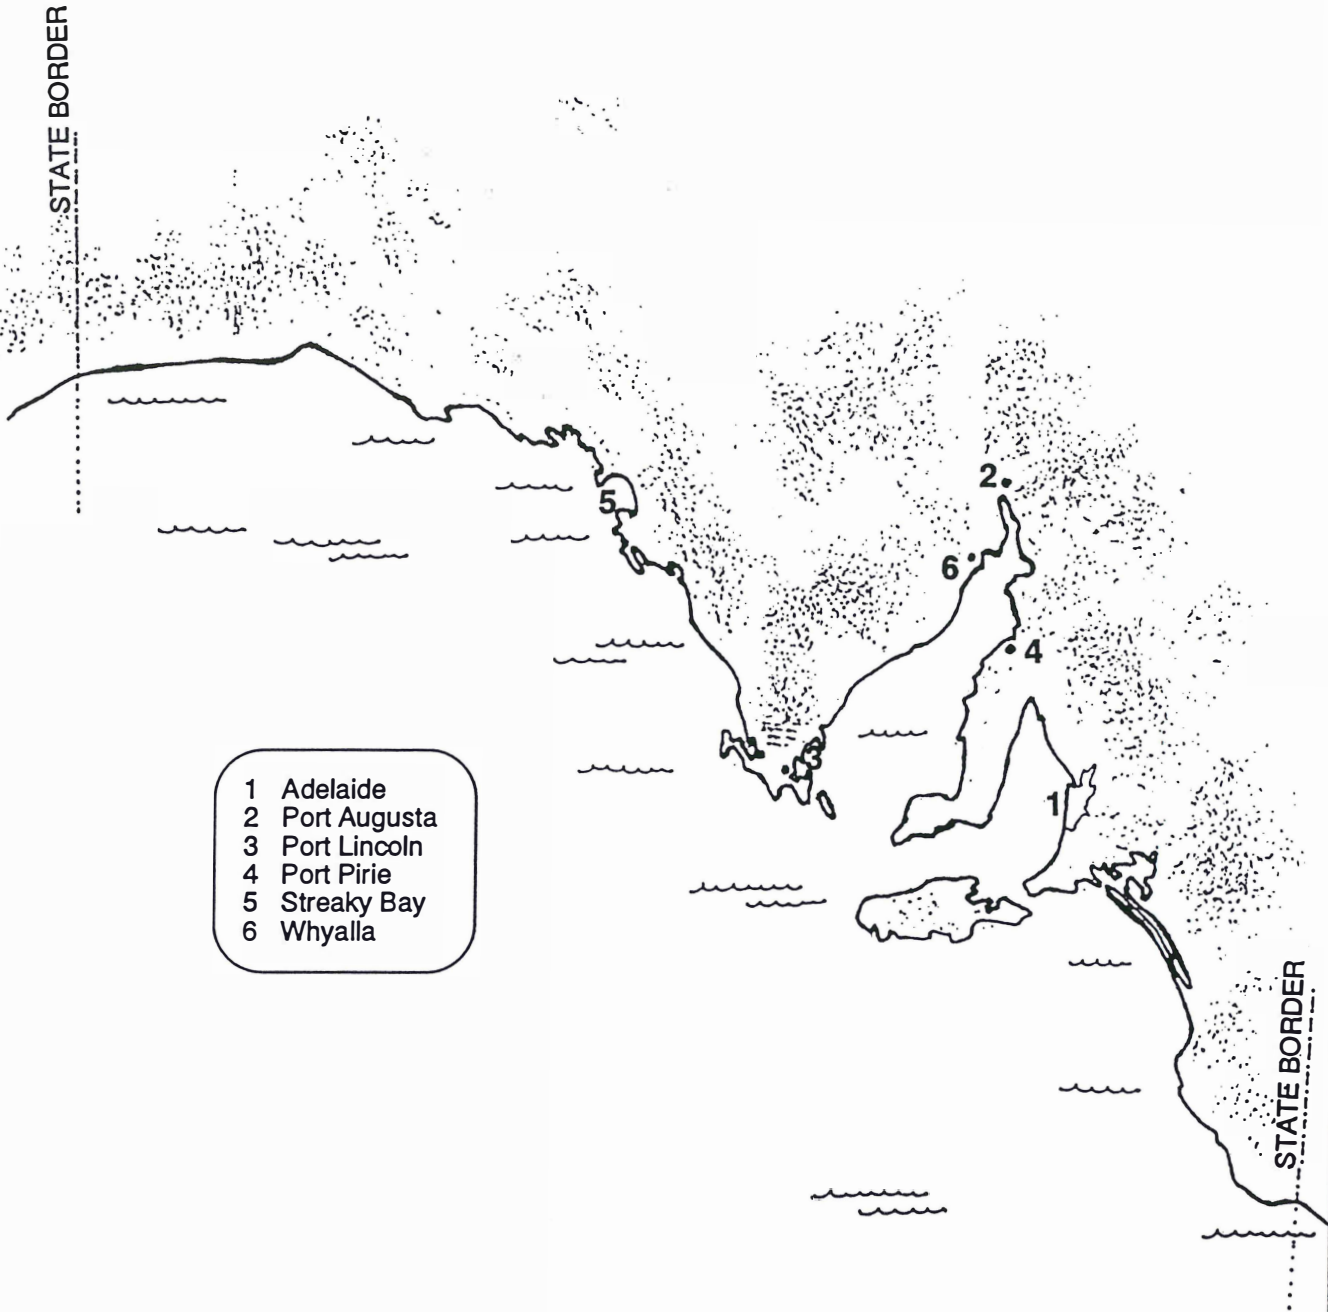 STATE BORDER
2
5
6
4
3
1
1 Adelaide
2 Port Augusta
3 Port Lincoln
4 Port Pirie
5 Streaky Bay
6 Whyalla
STATE BORDER